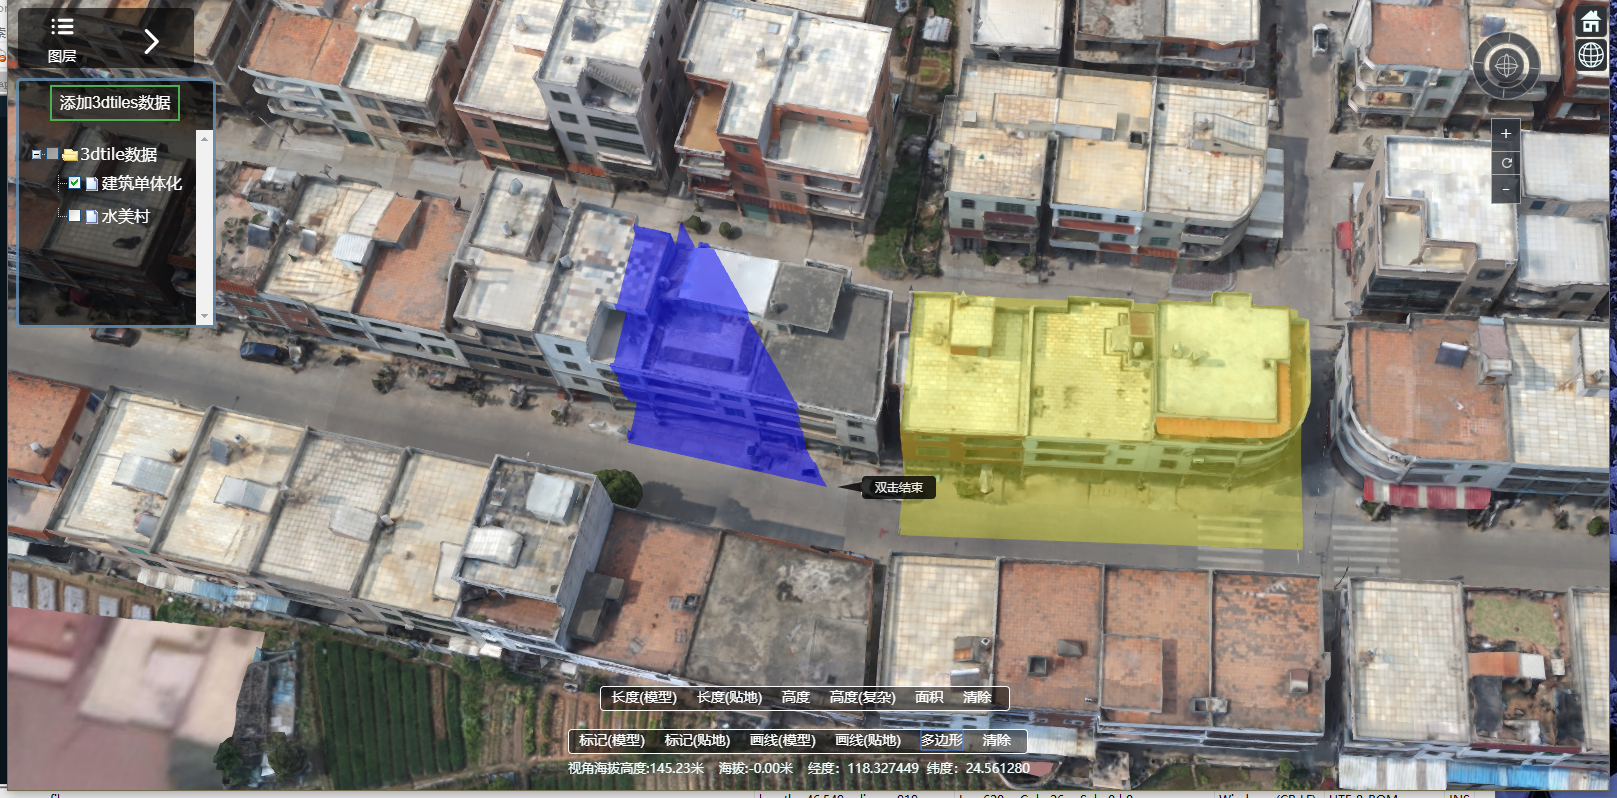 图层
添加3dtiles数据
3dtile数据
建筑单体化
水美村
+
-
双击结束
长度(模型) 长度(贴地) 高度 高度(复杂) 面积 清除
标记(模型) 标记(贴地) 画线(模型) 画线(贴地) 多边形 清除
视角海拔高度:145.23米 海拔:-0.00米 经度：118.327449 纬度：24.561280